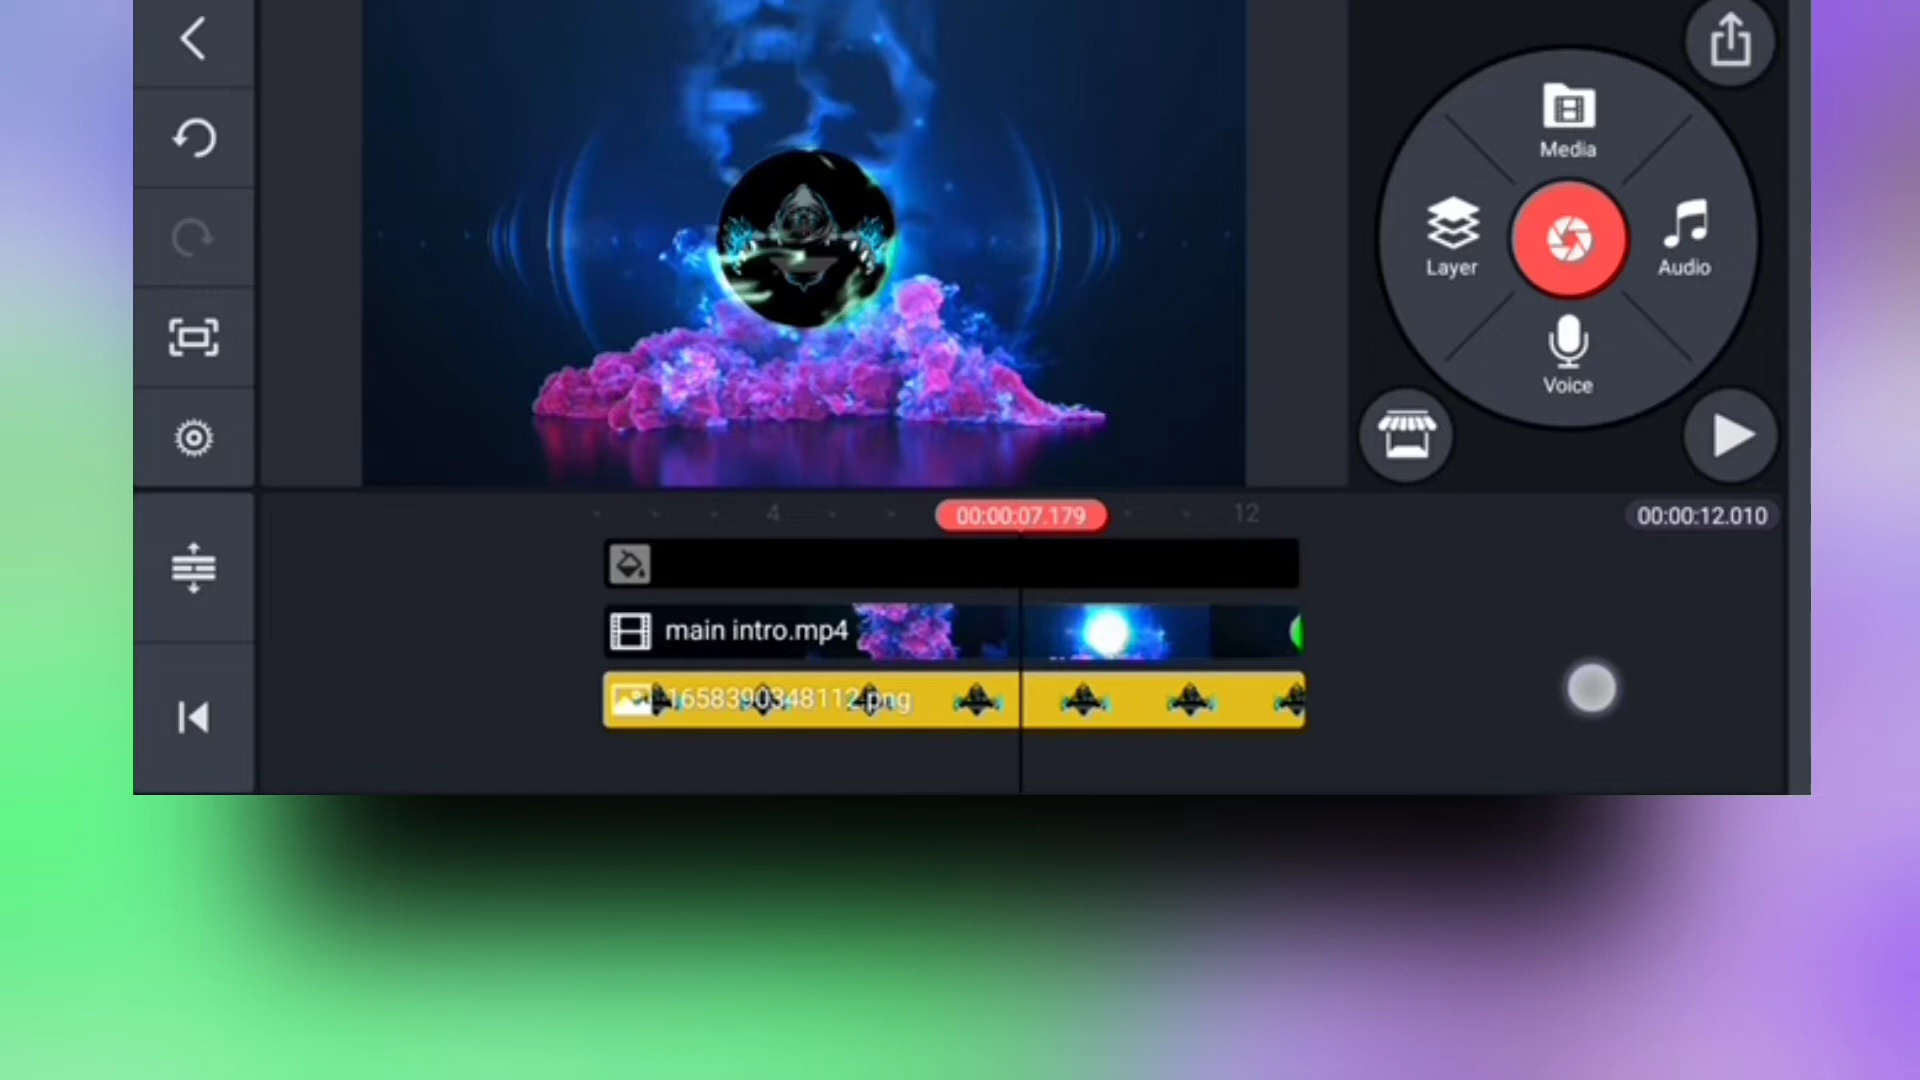 Media
Layer
Audio
Voice
4
00:00:07.179
12
00:00:12.010
main intro.mp4
1658390348112.png